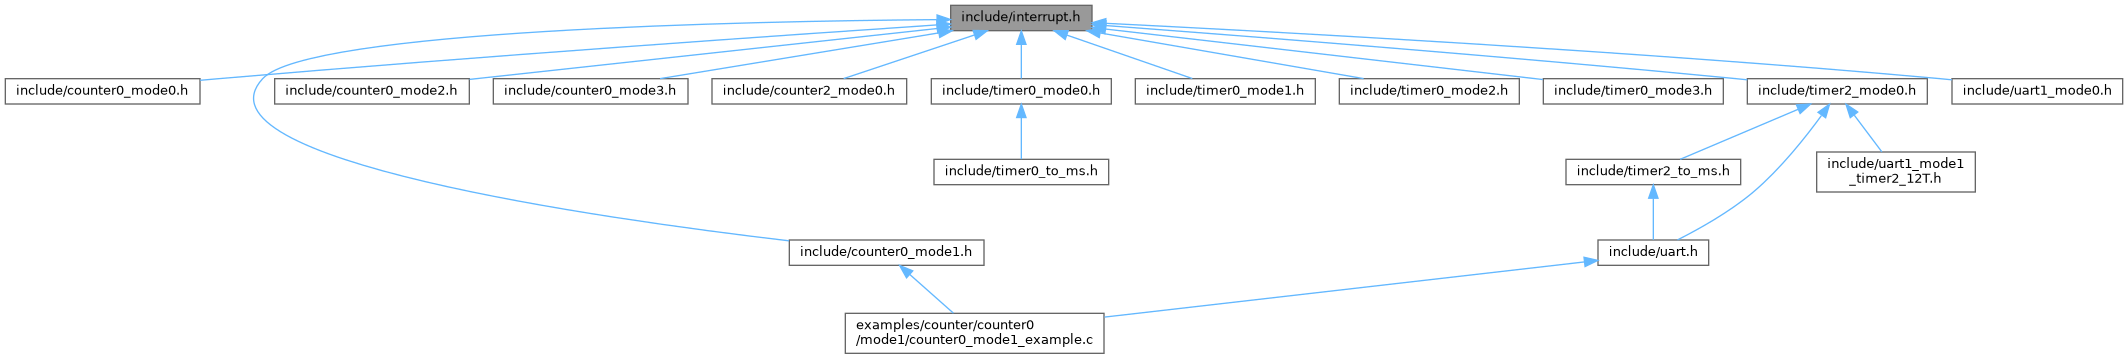 include/interrupt.h
include/counter0_mode0.h
include/counter0_mode2.h
include/counter0_mode3.h
include/counter2_mode0.h
include/timer0_mode0.h
include/timer0_mode1.h
include/timer0_mode2.h
include/timer0_mode3.h
include/timer2_mode0.h
include/uart1_mode0.h
include/timer0_to_ms.h
include/timer2_to_ms.h
include/uart1_mode1
_timer2_12T.h
include/counter0_mode1.h
include/uart.h
examples/counter/counter0
/mode1/counter0_mode1_example.c